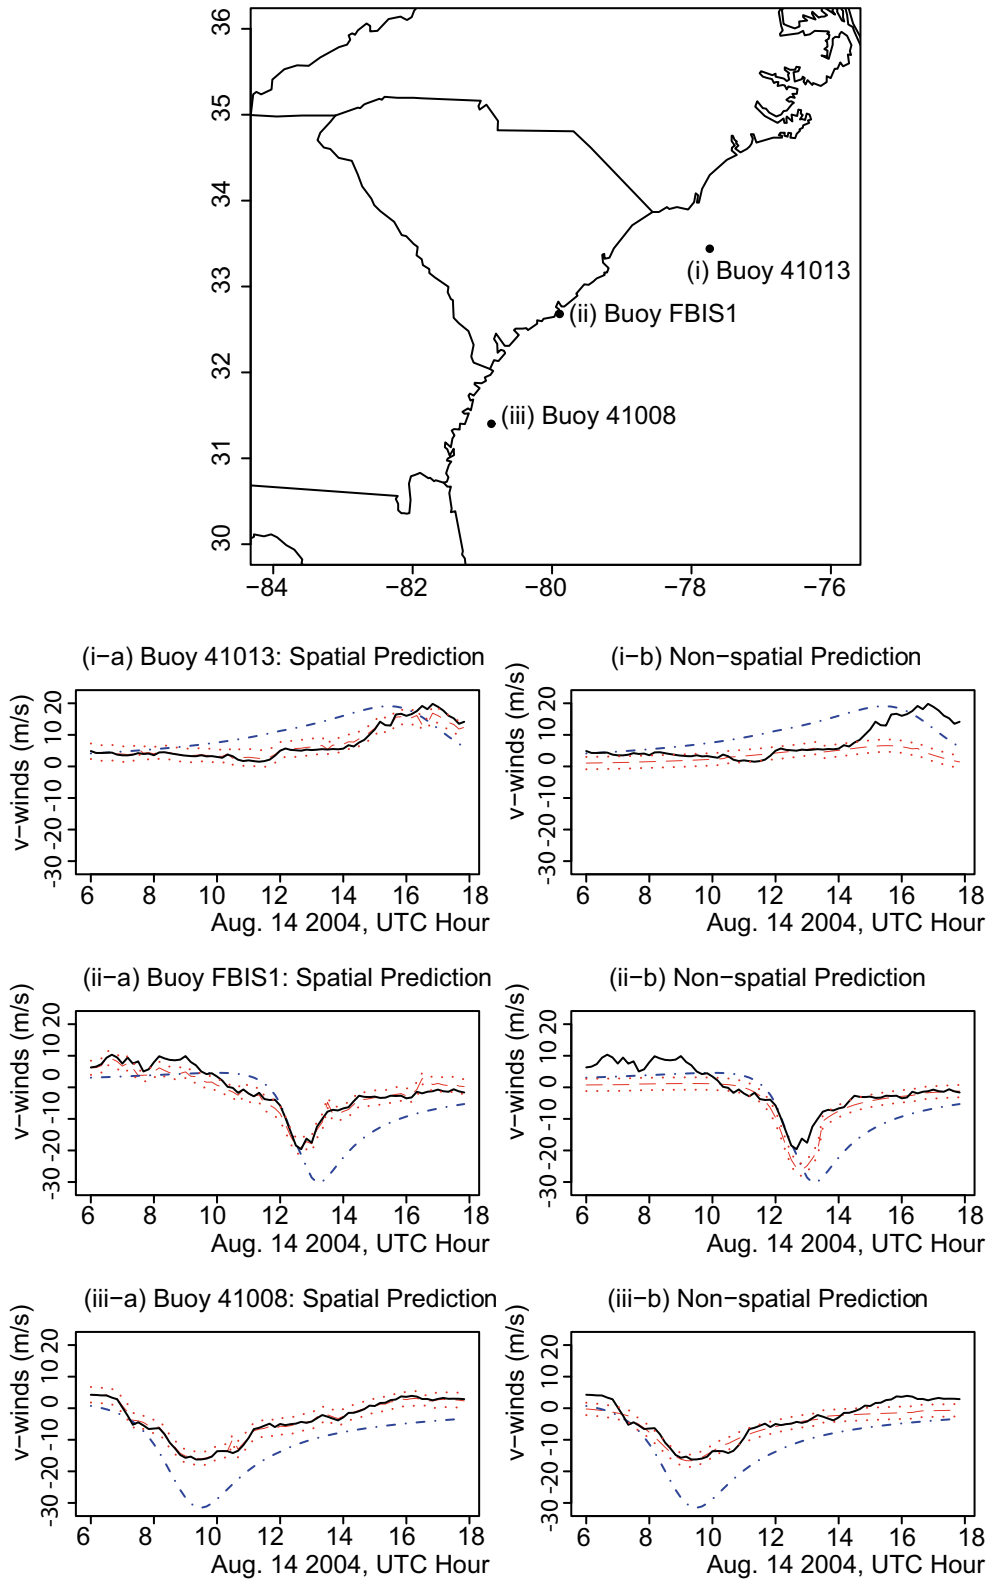 36
35
34
33
32
31
30
(i) Buoy 41013
(ii) Buoy FBIS1
(iii) Buoy 41008
−84 −82 −80 −78 −76
(i−a) Buoy 41013: Spatial Prediction
v−winds (m/s)
-30 -20 -10 0 10 20
6 8 10 12 14 16 18
Aug. 14 2004, UTC Hour
(i−b) Non−spatial Prediction
v−winds (m/s)
-30 -20 -10 0 10 20
6 8 10 12 14 16 18
Aug. 14 2004, UTC Hour
(ii−a) Buoy FBIS1: Spatial Prediction
v−winds (m/s)
-30 -20 -10 0 10 20
6 8 10 12 14 16 18
Aug. 14 2004, UTC Hour
(ii−b) Non−spatial Prediction
v−winds (m/s)
-30 -20 -10 0 10 20
6 8 10 12 14 16 18
Aug. 14 2004, UTC Hour
(iii−a) Buoy 41008: Spatial Prediction
v−winds (m/s)
-30 -20 -10 0 10 20
6 8 10 12 14 16 18
Aug. 14 2004, UTC Hour
(iii−b) Non−spatial Prediction
v−winds (m/s)
-30 -20 -10 0 10 20
6 8 10 12 14 16 18
Aug. 14 2004, UTC Hour